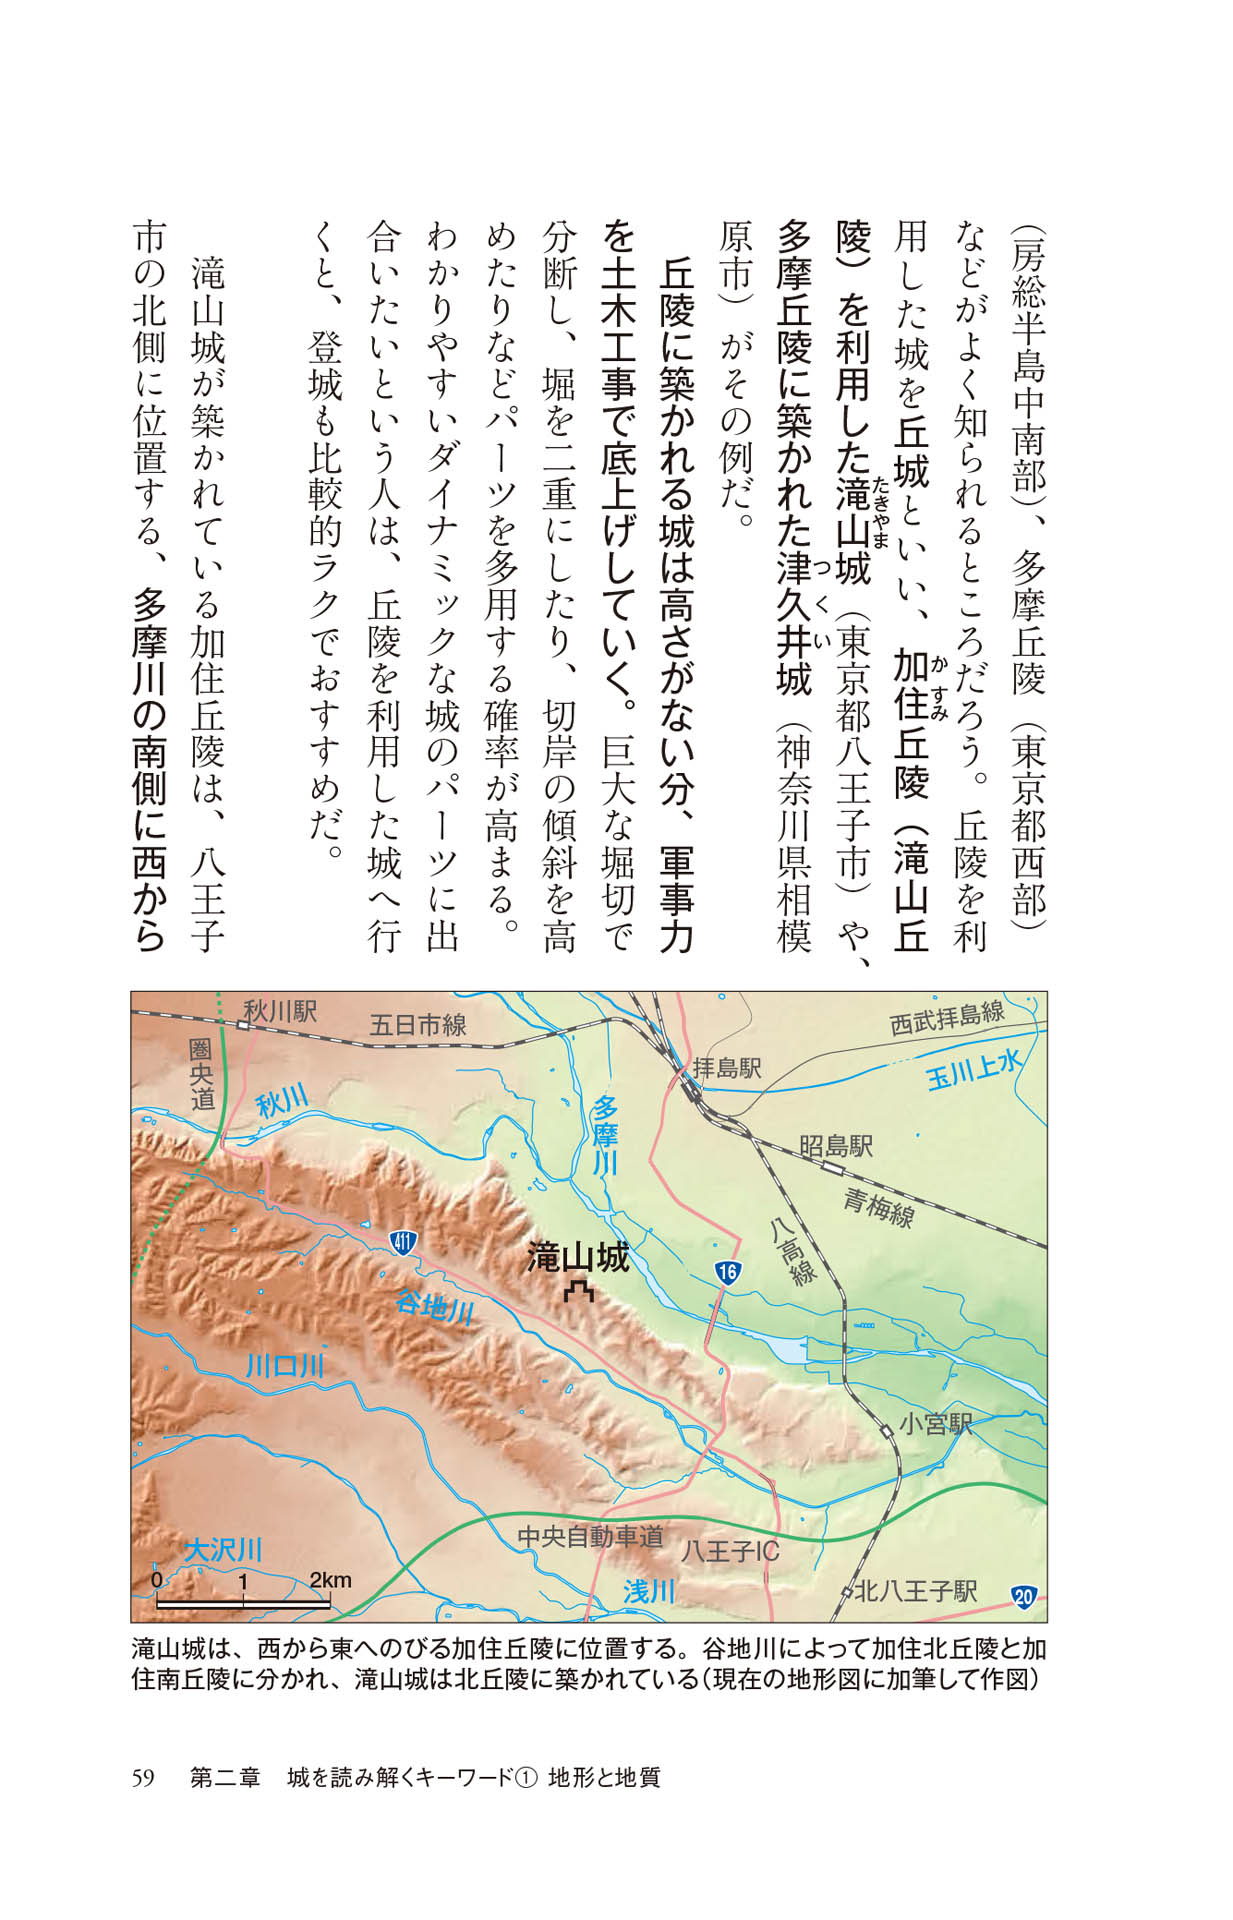 （房総半島中南部）、多摩丘陵（東京都西部）
などがよく知られるところだろう。丘陵を利
用した城を丘城といい、加住丘陵（滝山丘
かすみ
陵）を利用した滝山城（東京都八王子市）や、
たきやま
多摩丘陵に築かれた津久井城（神奈川県相模
つくい
原市）がその例だ。
丘陵に築かれる城は高さがない分、軍事力
を土木工事で底上げしていく。巨大な堀切で
分断し、堀を二重にしたり、切岸の傾斜を高
めたりなどパーツを多用する確率が高まる。
わかりやすいダイナミックな城のパーツに出
合いたいという人は、丘陵を利用した城へ行
くと、登城も比較的ラクでおすすめだ。
滝山城が築かれている加住丘陵は、八王子
市の北側に位置する、多摩川の南側に西から
秋川駅
五日市線
西武拝島線
圏央道
拝島駅
玉川上水
秋川
多摩川
昭島駅
青梅線
八高線
411
滝山城
16
谷地川
川口川
小宮駅
中央自動車道
八王子IC
大沢川
浅川
北八王子駅
20
0 1 2km
滝山城は、西から東へのびる加住丘陵に位置する。谷地川によって加住北丘陵と加
住南丘陵に分かれ、滝山城は北丘陵に築かれている（現在の地形図に加筆して作図）
59 第二章 城を読み解くキーワード① 地形と地質